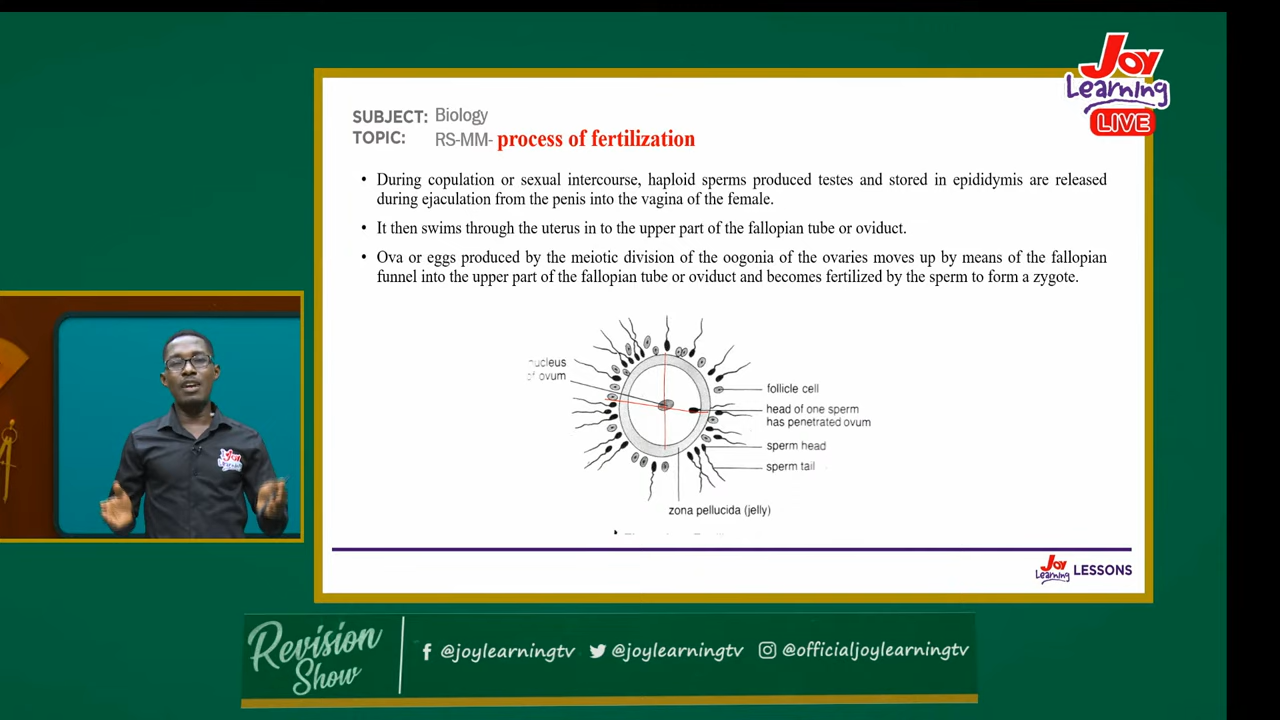 Joy
Learning
LIVE
SUBJECT: Biology
TOPIC: RS-MM- process of fertilization
• During copulation or sexual intercourse, haploid sperms produced testes and stored in epididymis are released
during ejaculation from the penis into the vagina of the female.
• It then swims through the uterus in to the upper part of the fallopian tube or oviduct.
• Ova or eggs produced by the meiotic division of the oogonia of the ovaries moves up by means of the fallopian
funnel into the upper part of the fallopian tube or oviduct and becomes fertilized by the sperm to form a zygote.
nucleus
of ovum
follicle cell
head of one sperm
has penetrated ovum
sperm head
sperm tail
zona pellucida (jelly)
Joy
Learning
Joy Learning LESSONS
Revision
Show
@joylearningtv @joylearningtv @officialjoylearningtv